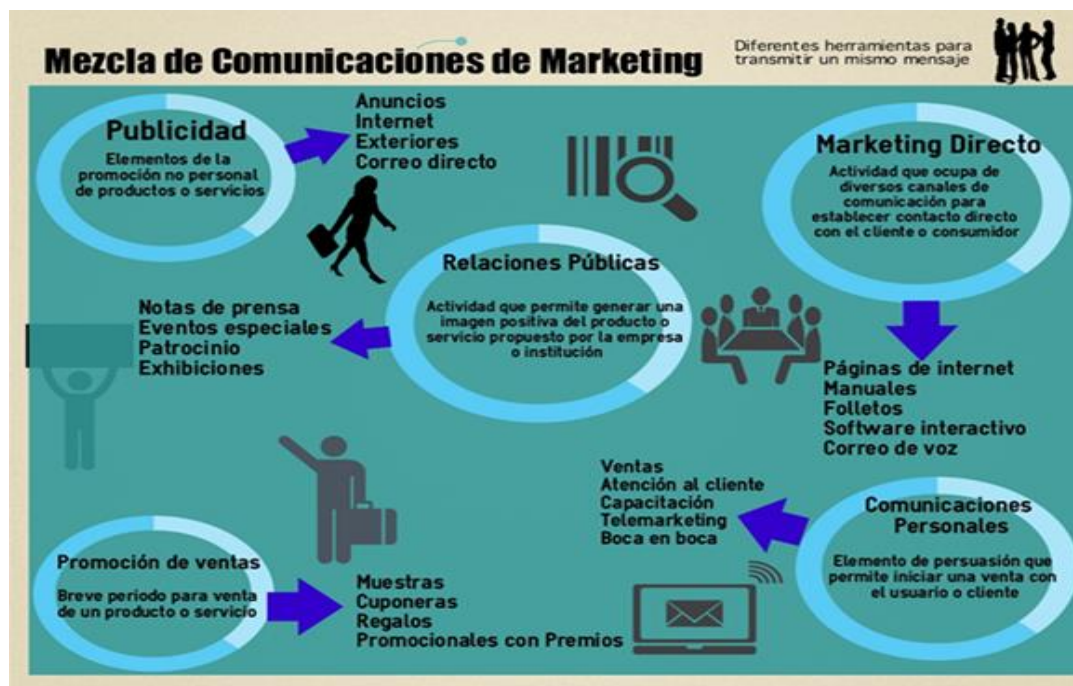 Mezcla de Comunicaciones de Marketing
Diferentes herramientas para
transmitir un mismo mensaje
Publicidad
Elementos de la
promoción no personal
de productos o servicios
Anuncios
Internet
Exteriores
Correo directo
Marketing Directo
Actividad que ocupa de
diversos canales de
comunicación para
establecer contacto directo
con el cliente o consumidor
Relaciones Públicas
Actividad que permite generar una
imagen positiva del producto o
servicio propuesto por la empresa
o institución
Notas de prensa
Eventos especiales
Patrocinio
Exhibiciones
Páginas de internet
Manuales
Folletos
Software interactivo
Correo de voz
Ventas
Atención al cliente
Capacitación
Telemarketing
Boca en boca
Comunicaciones
Personales
Elemento de persuasión que
permite iniciar una venta con
el usuario o cliente
Promoción de ventas
Breve periodo para venta
de un producto o servicio
Muestras
Cuponeras
Regalos
Promocionales con Premios